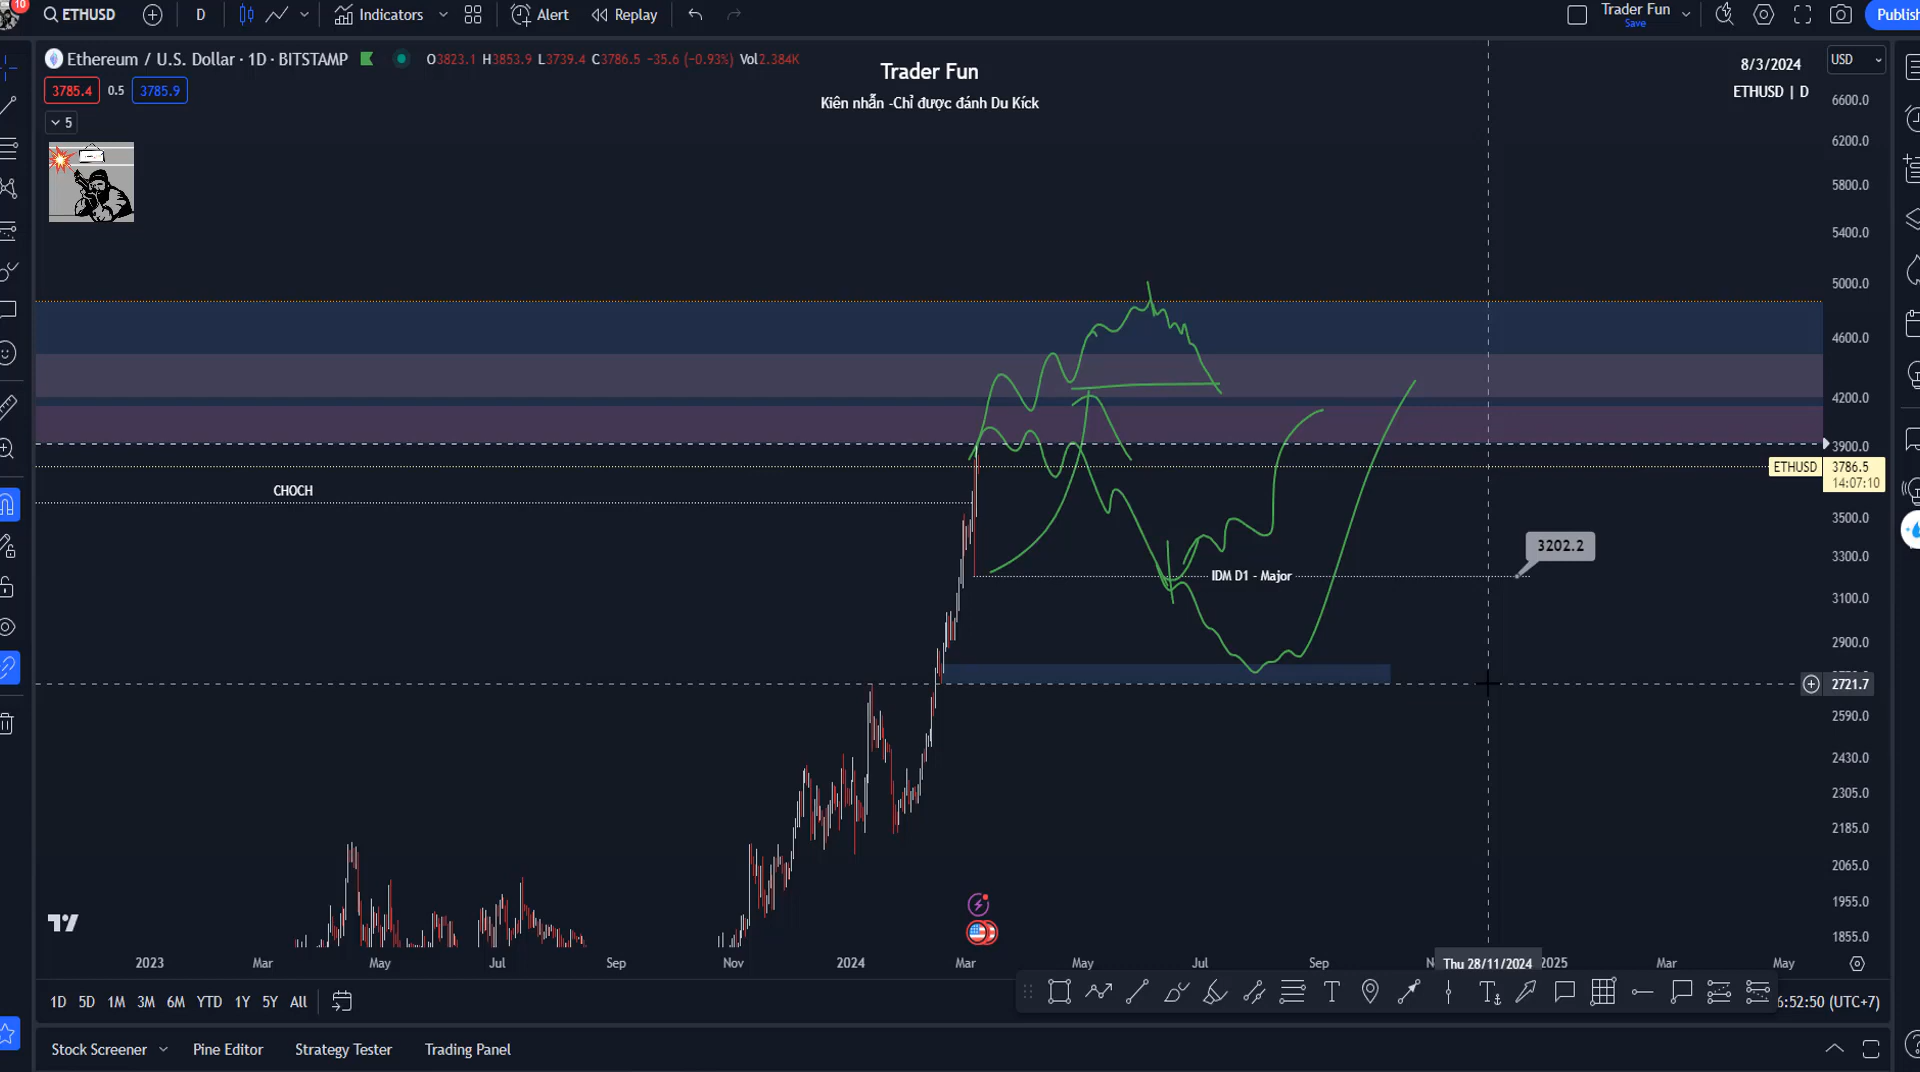 10
ETHUSD
D
Indicators
Alert
Replay
Trader Fun
Save
Publish
Ethereum / U.S. Dollar · 1D · BITSTAMP
O3823.1 H3853.9 L3739.4 C3786.5 -35.6 (-0.93%) Vol2.384K
3785.4
0.5
3785.9
5
Trader Fun
Kiên nhẫn -Chỉ được đánh Du Kích
8/3/2024
ETHUSD | D
USD
6600.0
6200.0
5800.0
5400.0
5000.0
4600.0
4200.0
3900.0
ETHUSD
3786.5
14:07:10
CHOCH
3500.0
3300.0
3202.2
IDM D1 - Major
3100.0
2900.0
2721.7
2590.0
2430.0
2305.0
2185.0
2065.0
1955.0
1855.0
2023
Mar
May
Jul
Sep
Nov
2024
Mar
May
Jul
Sep
Thu 28/11/2024
2025
Mar
May
1D
5D
1M
3M
6M
YTD
1Y
5Y
All
6:52:50 (UTC+7)
Stock Screener
Pine Editor
Strategy Tester
Trading Panel